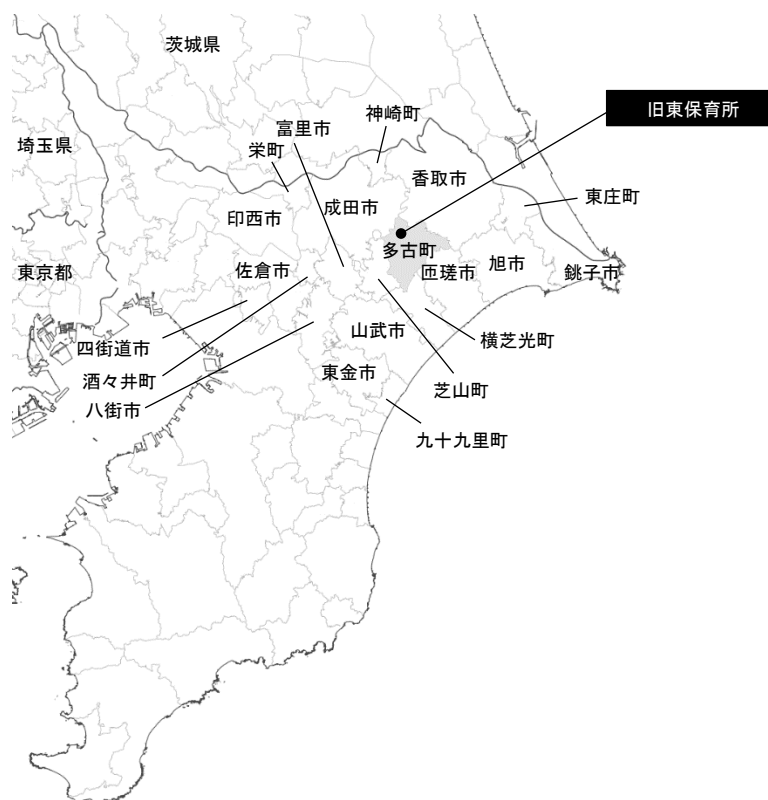 茨城県
旧東保育所
神崎町
富里市
栄町
埼玉県
香取市
東庄町
成田市
印西市
多古町
東京都
佐倉市
匝瑳市
旭市
銚子市
山武市
横芝光町
四街道市
東金市
酒々井町
芝山町
八街市
九十九里町